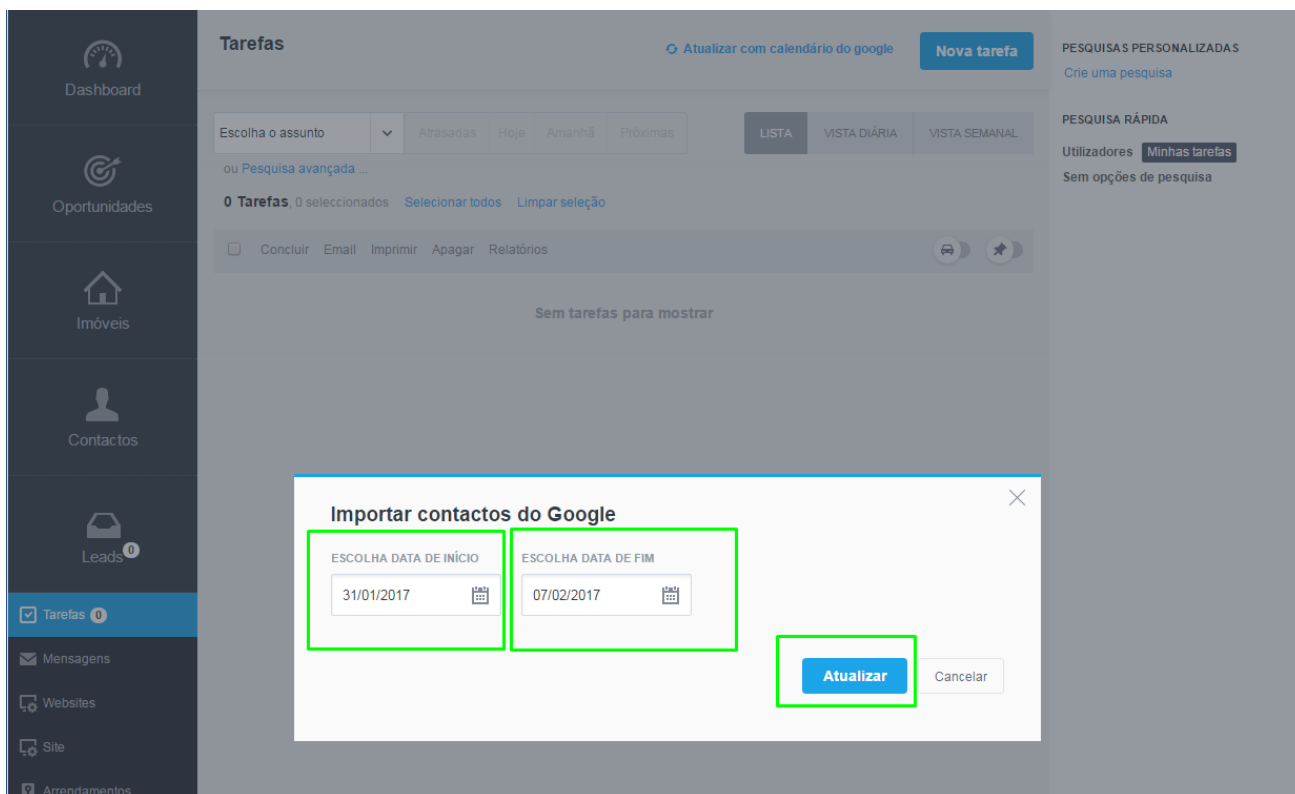 Dashboard
Oportunidades
Imóveis
Contactos
Leads 0
Tarefas 0
Mensagens
Websites
Site
Arrendamentos
Tarefas
Atualizar com calendário do google
Nova tarefa
Escolha o assunto
Atrasadas Hoje Amanhã Próximas
LISTA VISTA DIÁRIA VISTA SEMANAL
ou Pesquisa avançada ...
0 Tarefas, 0 seleccionados Selecionar todos Limpar seleção
Concluir Email Imprimir Apagar Relatórios
Sem tarefas para mostrar
Importar contactos do Google
ESCOLHA DATA DE INÍCIO ESCOLHA DATA DE FIM
31/01/2017 07/02/2017
Atualizar Cancelar
PESQUISAS PERSONALIZADAS
Crie uma pesquisa
PESQUISA RÁPIDA
Utilizadores Minhas tarefas
Sem opções de pesquisa